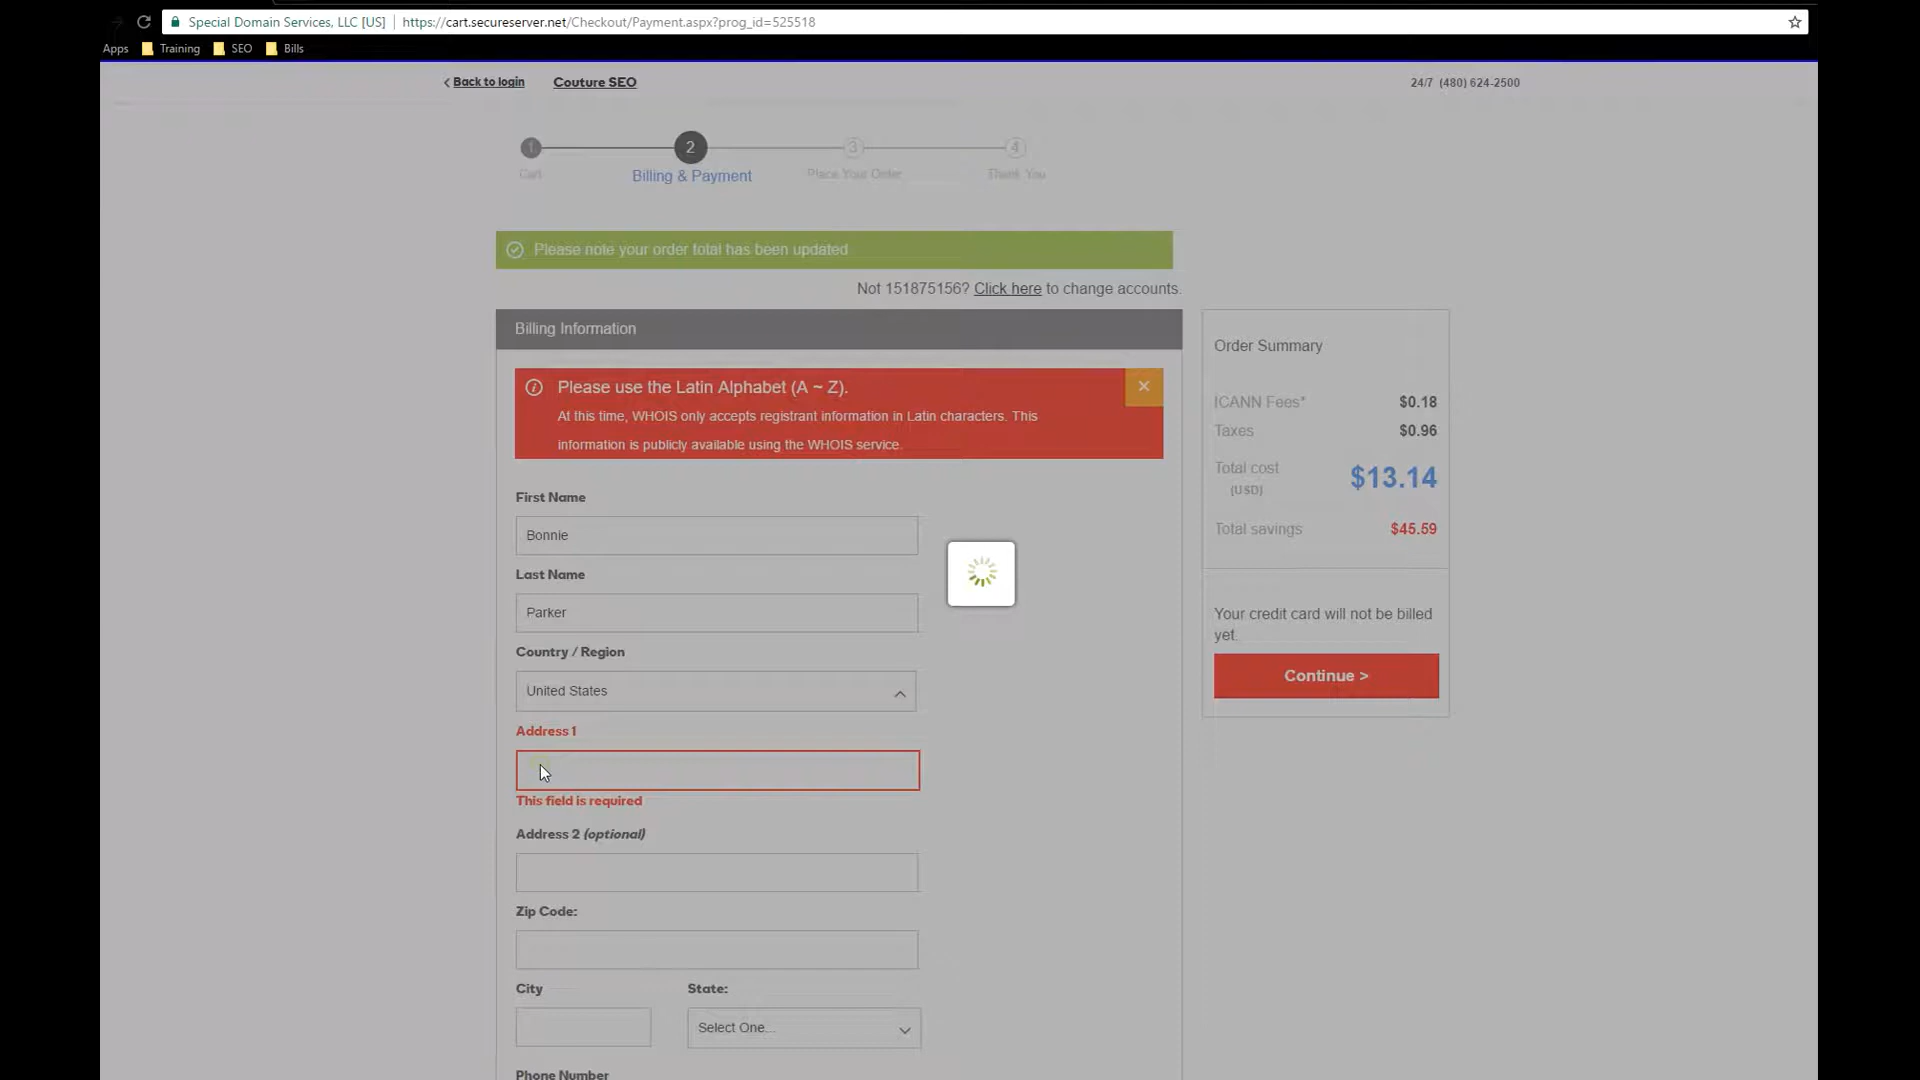 Special Domain Services, LLC [US] | https://cart.secureserver.net/Checkout/Payment.aspx?prog_id=525518
Apps Training SEO Bills
< Back to login Couture SEO 24/7 (480) 624-2500
1 2 3 4
Cart Billing & Payment Place Your Order Thank You
Please note your order total has been updated
Not 151875156? Click here to change accounts.
Billing Information
Please use the Latin Alphabet (A ~ Z).
At this time, WHOIS only accepts registrant information in Latin characters. This
information is publicly available using the WHOIS service.
First Name
Bonnie
Last Name
Parker
Country / Region
United States
Address 1
This field is required
Address 2 (optional)
Zip Code:
City State:
Select One...
Phone Number
Order Summary
ICANN Fees* $0.18
Taxes $0.96
Total cost $13.14
(USD)
Total savings $45.59
Your credit card will not be billed
yet.
Continue >